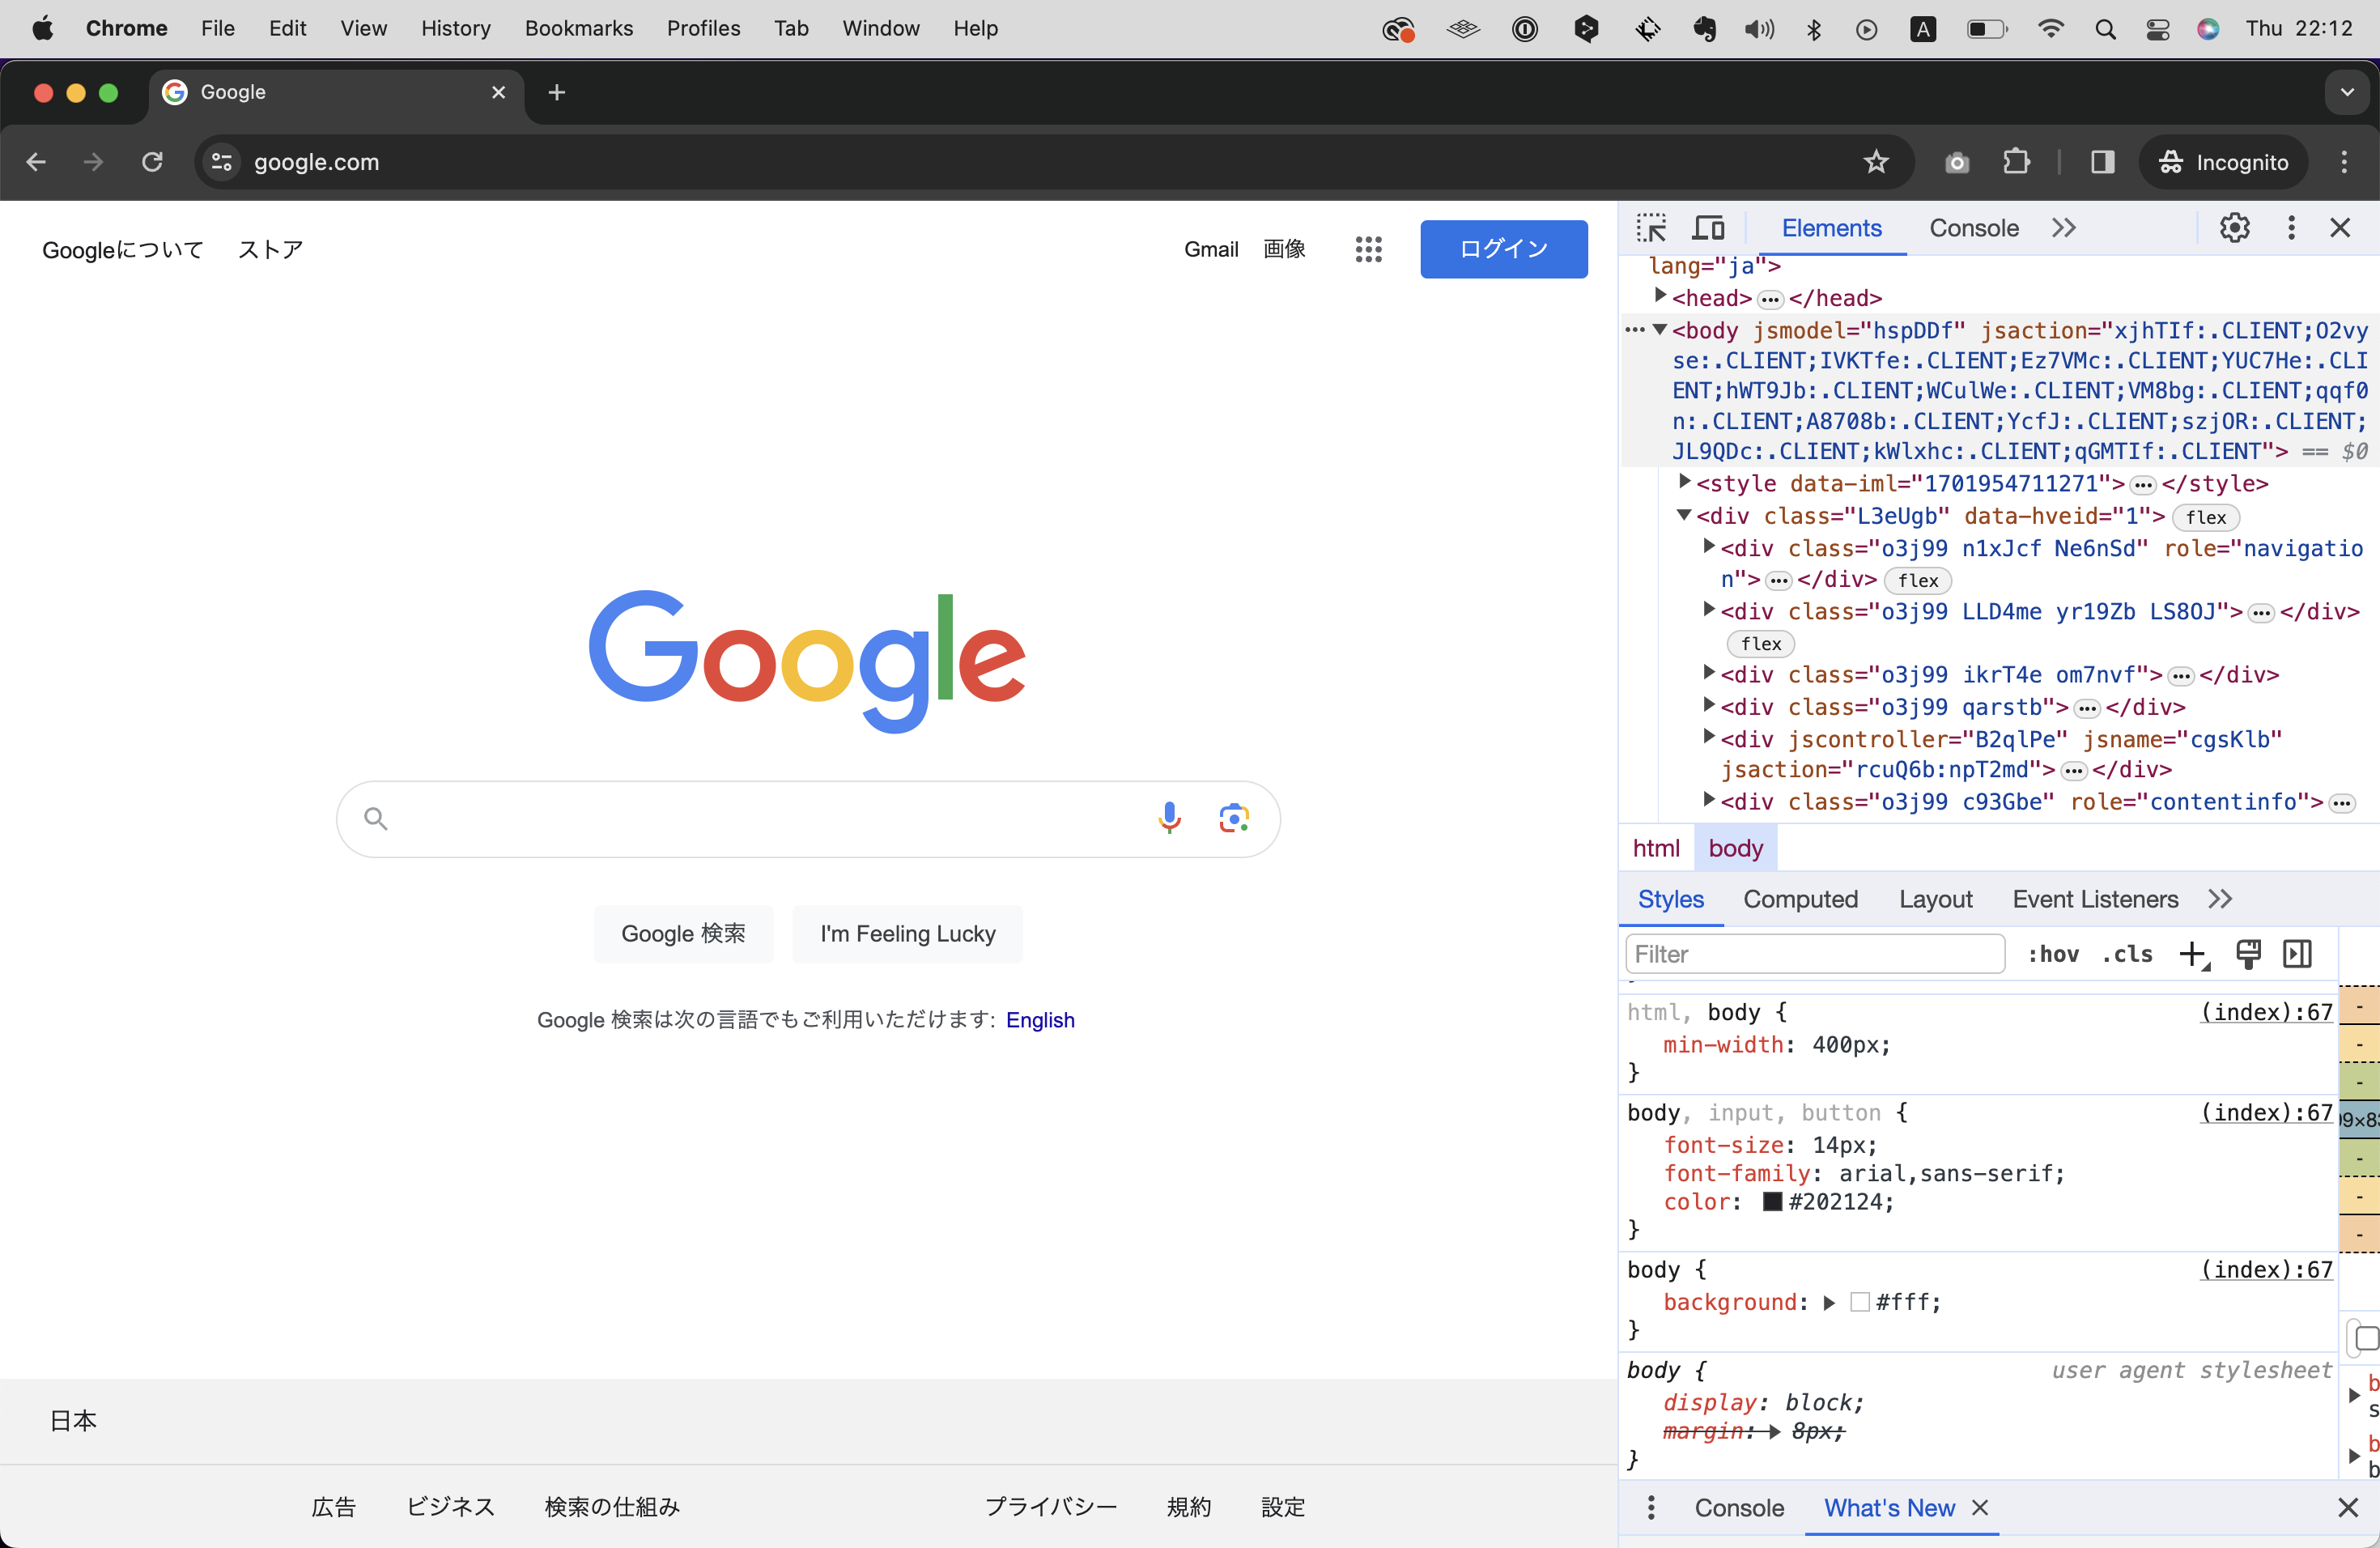 Chrome File Edit View History Bookmarks Profiles Tab Window Help
A
Thu 22:12
Google
google.com
Incognito
Googleについて ストア
Gmail 画像 ログイン
Google
Google 検索 I'm Feeling Lucky
Google 検索は次の言語でもご利用いただけます: English
日本
広告 ビジネス 検索の仕組み プライバシー 規約 設定
Elements Console
lang="ja">
<head>…</head>
<body jsmodel="hspDDf" jsaction="xjhTIf:.CLIENT;O2vy
se:.CLIENT;IVKTfe:.CLIENT;Ez7VMc:.CLIENT;YUC7He:.CLI
ENT;hWT9Jb:.CLIENT;WCulWe:.CLIENT;VM8bg:.CLIENT;qqf0
n:.CLIENT;A8708b:.CLIENT;YcfJ:.CLIENT;szjOR:.CLIENT;
JL9QDc:.CLIENT;kWlxhc:.CLIENT;qGMTIf:.CLIENT"> == $0
<style data-iml="1701954711271">…</style>
<div class="L3eUgb" data-hveid="1"> flex
<div class="o3j99 n1xJcf Ne6nSd" role="navigatio
n">…</div> flex
<div class="o3j99 LLD4me yr19Zb LS8OJ">…</div>
flex
<div class="o3j99 ikrT4e om7nvf">…</div>
<div class="o3j99 qarstb">…</div>
<div jscontroller="B2qlPe" jsname="cgsKlb"
jsaction="rcuQ6b:npT2md">…</div>
<div class="o3j99 c93Gbe" role="contentinfo">…
html body
Styles Computed Layout Event Listeners
Filter :hov .cls
html, body { (index):67
min-width: 400px;
}
body, input, button { (index):67
font-size: 14px;
font-family: arial,sans-serif;
color: #202124;
}
body { (index):67
background: #fff;
}
body { user agent stylesheet
display: block;
margin: 8px;
}
Console What's New